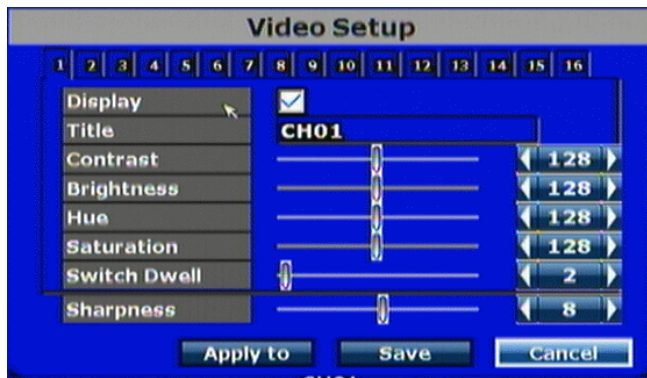 Video Setup
1 2 3 4 5 6 7 8 9 10 11 12 13 14 15 16
Display
Title CH01
Contrast 128
Brightness 128
Hue 128
Saturation 128
Switch Dwell 2
Sharpness 8
Apply to Save Cancel